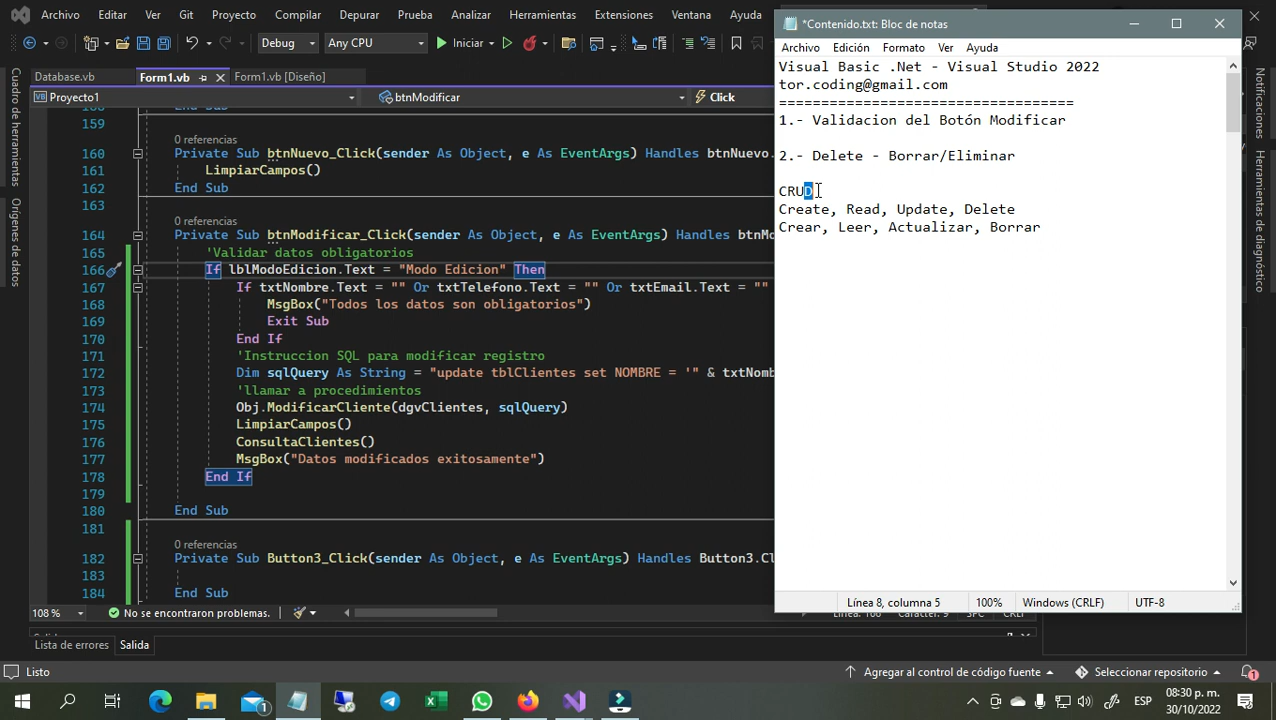 Archivo Editar Ver Git Proyecto Compilar Depurar Prueba Analizar Herramientas Extensiones Ventana Ayuda
Debug Any CPU Iniciar
Database.vb Form1.vb Form1.vb [Diseño]
Proyecto1 btnModificar Click
Cuadro de herramientas
Orígenes de datos
159
0 referencias
160 Private Sub btnNuevo_Click(sender As Object, e As EventArgs) Handles btnNuevo.
161 LimpiarCampos()
162 End Sub
163
0 referencias
164 Private Sub btnModificar_Click(sender As Object, e As EventArgs) Handles btnMo
165 'Validar datos obligatorios
166 If lblModoEdicion.Text = "Modo Edicion" Then
167 If txtNombre.Text = "" Or txtTelefono.Text = "" Or txtEmail.Text = ""
168 MsgBox("Todos los datos son obligatorios")
169 Exit Sub
170 End If
171 'Instruccion SQL para modificar registro
172 Dim sqlQuery As String = "update tblClientes set NOMBRE = '" & txtNomb
173 'llamar a procedimientos
174 Obj.ModificarCliente(dgvClientes, sqlQuery)
175 LimpiarCampos()
176 ConsultaClientes()
177 MsgBox("Datos modificados exitosamente")
178 End If
179
180 End Sub
181
0 referencias
182 Private Sub Button3_Click(sender As Object, e As EventArgs) Handles Button3.Cl
183
184 End Sub
108 % No se encontraron problemas.
Lista de errores Salida
Listo Agregar al control de código fuente Seleccionar repositorio 1
*Contenido.txt: Bloc de notas
Archivo Edición Formato Ver Ayuda
Visual Basic .Net - Visual Studio 2022
tor.coding@gmail.com
==================================
1.- Validacion del Botón Modificar
2.- Delete - Borrar/Eliminar
CRUD
Create, Read, Update, Delete
Crear, Leer, Actualizar, Borrar
Línea 8, columna 5 100% Windows (CRLF) UTF-8
Notificaciones
Herramientas de diagnóstico
1 ESP 08:30 p. m.
30/10/2022